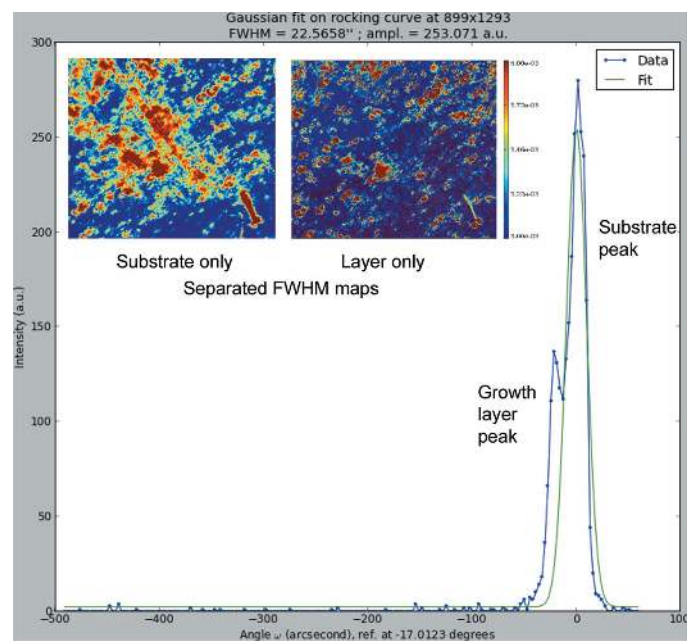 Gaussian fit on rocking curve at 899x1293
FWHM = 22.5658'' ; ampl. = 253.071 a.u.
300
250
200
150
100
50
0
Intensity (a.u.)
Data
Fit
Substrate only
Layer only
Separated FWHM maps
Substrate
peak
Growth
layer
peak
−500
−400
−300
−200
−100
0
100
Angle ω (arcsecond), ref. at -17.0123 degrees